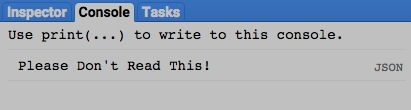 Inspector Console Tasks
Use print(...) to write to this console.
Please Don't Read This! JSON